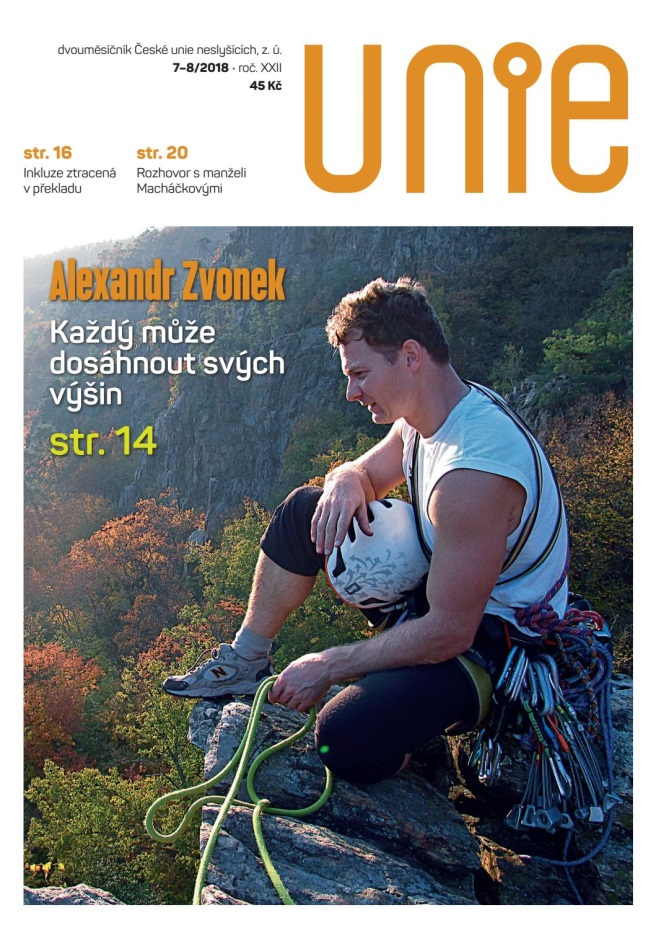 dvouměsíčník České unie neslyšících, z. ú.
7–8/2018 · roč. XXII
45 Kč
unie
str. 16
Inkluze ztracená
v překladu
str. 20
Rozhovor s manželi
Macháčkovými
Alexandr Zvonek
Každý může
dosáhnout svých
výšin
str. 14